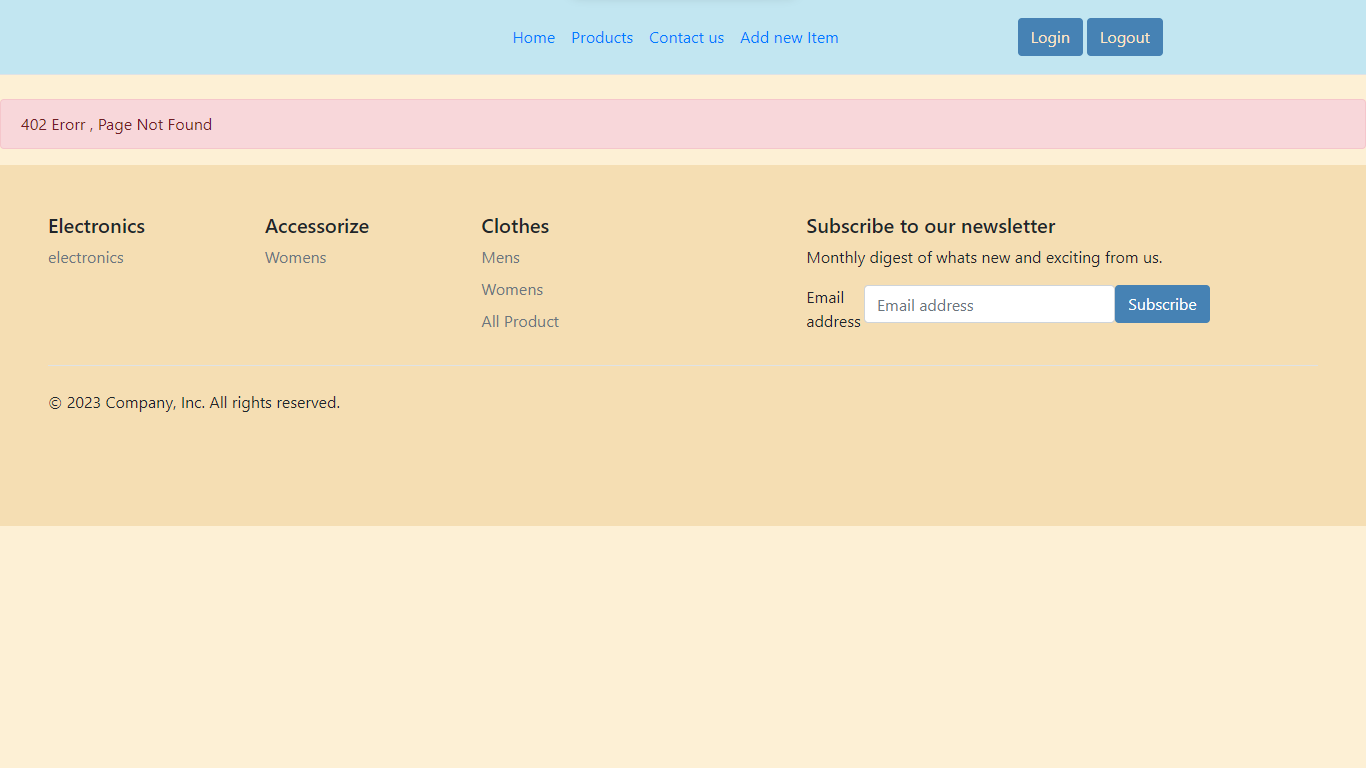 Home Products Contact us Add new Item Login Logout
402 Erorr , Page Not Found
Electronics
electronics
Accessorize
Womens
Clothes
Mens
Womens
All Product
Subscribe to our newsletter
Monthly digest of whats new and exciting from us.
Email
address
Email address
Subscribe
© 2023 Company, Inc. All rights reserved.